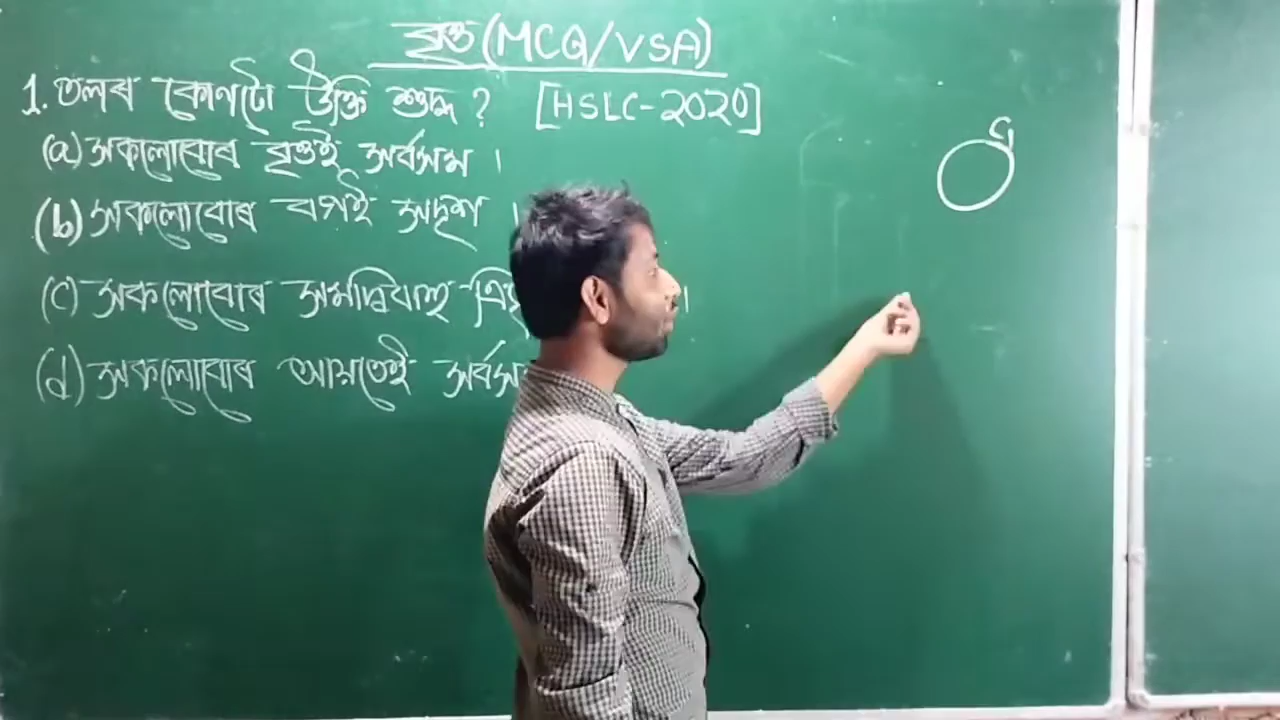 বৃত্ত (MCQ/VSA)
1. তলৰ কোনটো উক্তি শুদ্ধ ? [HSLC-2020]
(a) সকলোবোৰ বৃত্তই সৰ্বসম ।
(b) সকলোবোৰ বৰ্গই সদৃশ ।
(c) সকলোবোৰ সমদ্বিবাহু ।
(d) সকলোবোৰ আয়তেই